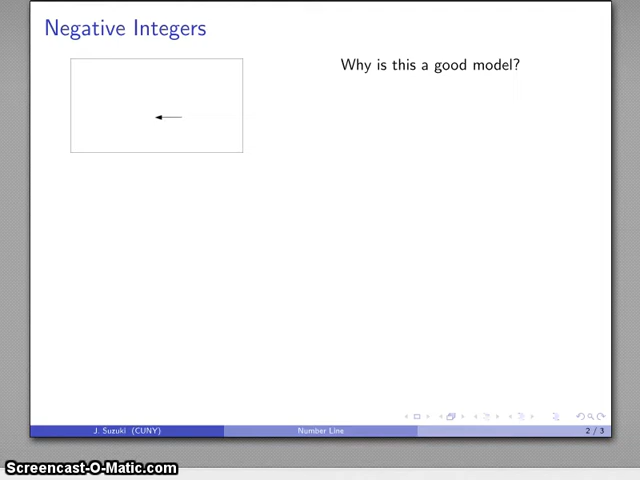 Negative Integers
Why is this a good model?
J. Suzuki (CUNY)
Number Line
2 / 3
Screencast-O-Matic.com